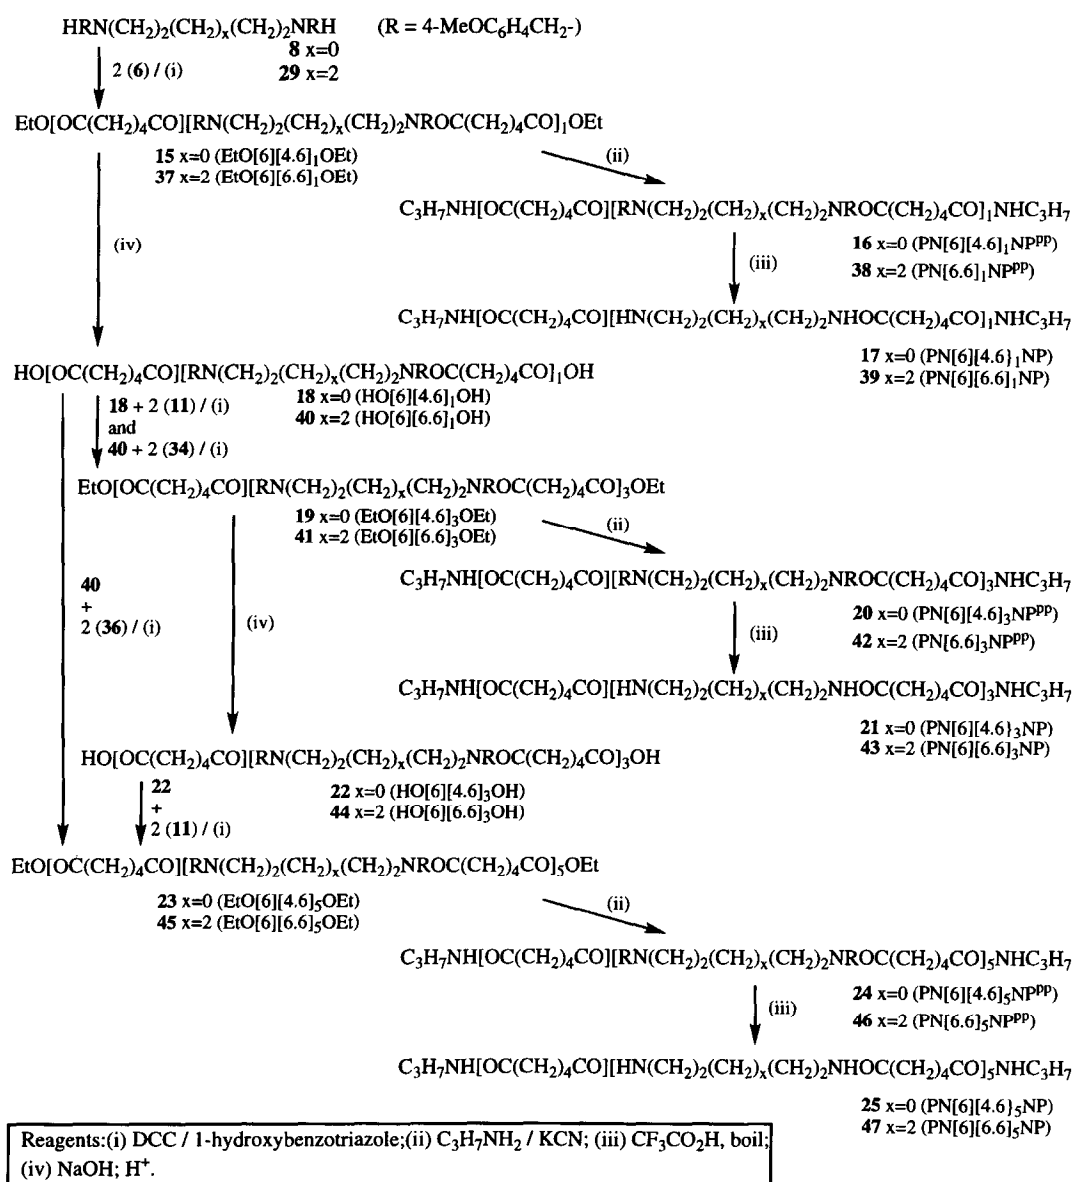 HRN(CH₂)₂(CH₂)ₓ(CH₂)₂NRH (R = 4-MeOC₆H₄CH₂-)
8 x=0
29 x=2
2 (6) / (i)
EtO[OC(CH₂)₄CO][RN(CH₂)₂(CH₂)ₓ(CH₂)₂NROC(CH₂)₄CO]₁OEt
15 x=0 (EtO[6][4.6]₁OEt)
37 x=2 (EtO[6][6.6]₁OEt)
(ii)
C₃H₇NH[OC(CH₂)₄CO][RN(CH₂)₂(CH₂)ₓ(CH₂)₂NROC(CH₂)₄CO]₁NHC₃H₇
16 x=0 (PN[6][4.6]₁NPᵖᵖ)
38 x=2 (PN[6.6]₁NPᵖᵖ)
(iv)
(iii)
C₃H₇NH[OC(CH₂)₄CO][HN(CH₂)₂(CH₂)ₓ(CH₂)₂NHOC(CH₂)₄CO]₁NHC₃H₇
17 x=0 (PN[6][4.6}₁NP)
39 x=2 (PN[6][6.6]₁NP)
HO[OC(CH₂)₄CO][RN(CH₂)₂(CH₂)ₓ(CH₂)₂NROC(CH₂)₄CO]₁OH
18 x=0 (HO[6][4.6]₁OH)
40 x=2 (HO[6][6.6]₁OH)
18 + 2 (11) / (i)
and
40 + 2 (34) / (i)
EtO[OC(CH₂)₄CO][RN(CH₂)₂(CH₂)ₓ(CH₂)₂NROC(CH₂)₄CO]₃OEt
19 x=0 (EtO[6][4.6]₃OEt)
41 x=2 (EtO[6][6.6]₃OEt)
(ii)
C₃H₇NH[OC(CH₂)₄CO][RN(CH₂)₂(CH₂)ₓ(CH₂)₂NROC(CH₂)₄CO]₃NHC₃H₇
20 x=0 (PN[6][4.6]₃NPᵖᵖ)
42 x=2 (PN[6.6]₃NPᵖᵖ)
40
+
2 (36) / (i)
(iv)
(iii)
C₃H₇NH[OC(CH₂)₄CO][HN(CH₂)₂(CH₂)ₓ(CH₂)₂NHOC(CH₂)₄CO]₃NHC₃H₇
21 x=0 (PN[6][4.6}₃NP)
43 x=2 (PN[6][6.6]₃NP)
HO[OC(CH₂)₄CO][RN(CH₂)₂(CH₂)ₓ(CH₂)₂NROC(CH₂)₄CO]₃OH
22 x=0 (HO[6][4.6]₃OH)
44 x=2 (HO[6][6.6]₃OH)
22
+
2 (11) / (i)
EtO[OC(CH₂)₄CO][RN(CH₂)₂(CH₂)ₓ(CH₂)₂NROC(CH₂)₄CO]₅OEt
23 x=0 (EtO[6][4.6]₅OEt)
45 x=2 (EtO[6][6.6]₅OEt)
(ii)
C₃H₇NH[OC(CH₂)₄CO][RN(CH₂)₂(CH₂)ₓ(CH₂)₂NROC(CH₂)₄CO]₅NHC₃H₇
24 x=0 (PN[6][4.6]₅NPᵖᵖ)
46 x=2 (PN[6.6]₅NPᵖᵖ)
(iii)
C₃H₇NH[OC(CH₂)₄CO][HN(CH₂)₂(CH₂)ₓ(CH₂)₂NHOC(CH₂)₄CO]₅NHC₃H₇
25 x=0 (PN[6][4.6}₅NP)
47 x=2 (PN[6][6.6]₅NP)
Reagents:(i) DCC / 1-hydroxybenzotriazole;(ii) C₃H₇NH₂ / KCN; (iii) CF₃CO₂H, boil;
(iv) NaOH; H⁺.